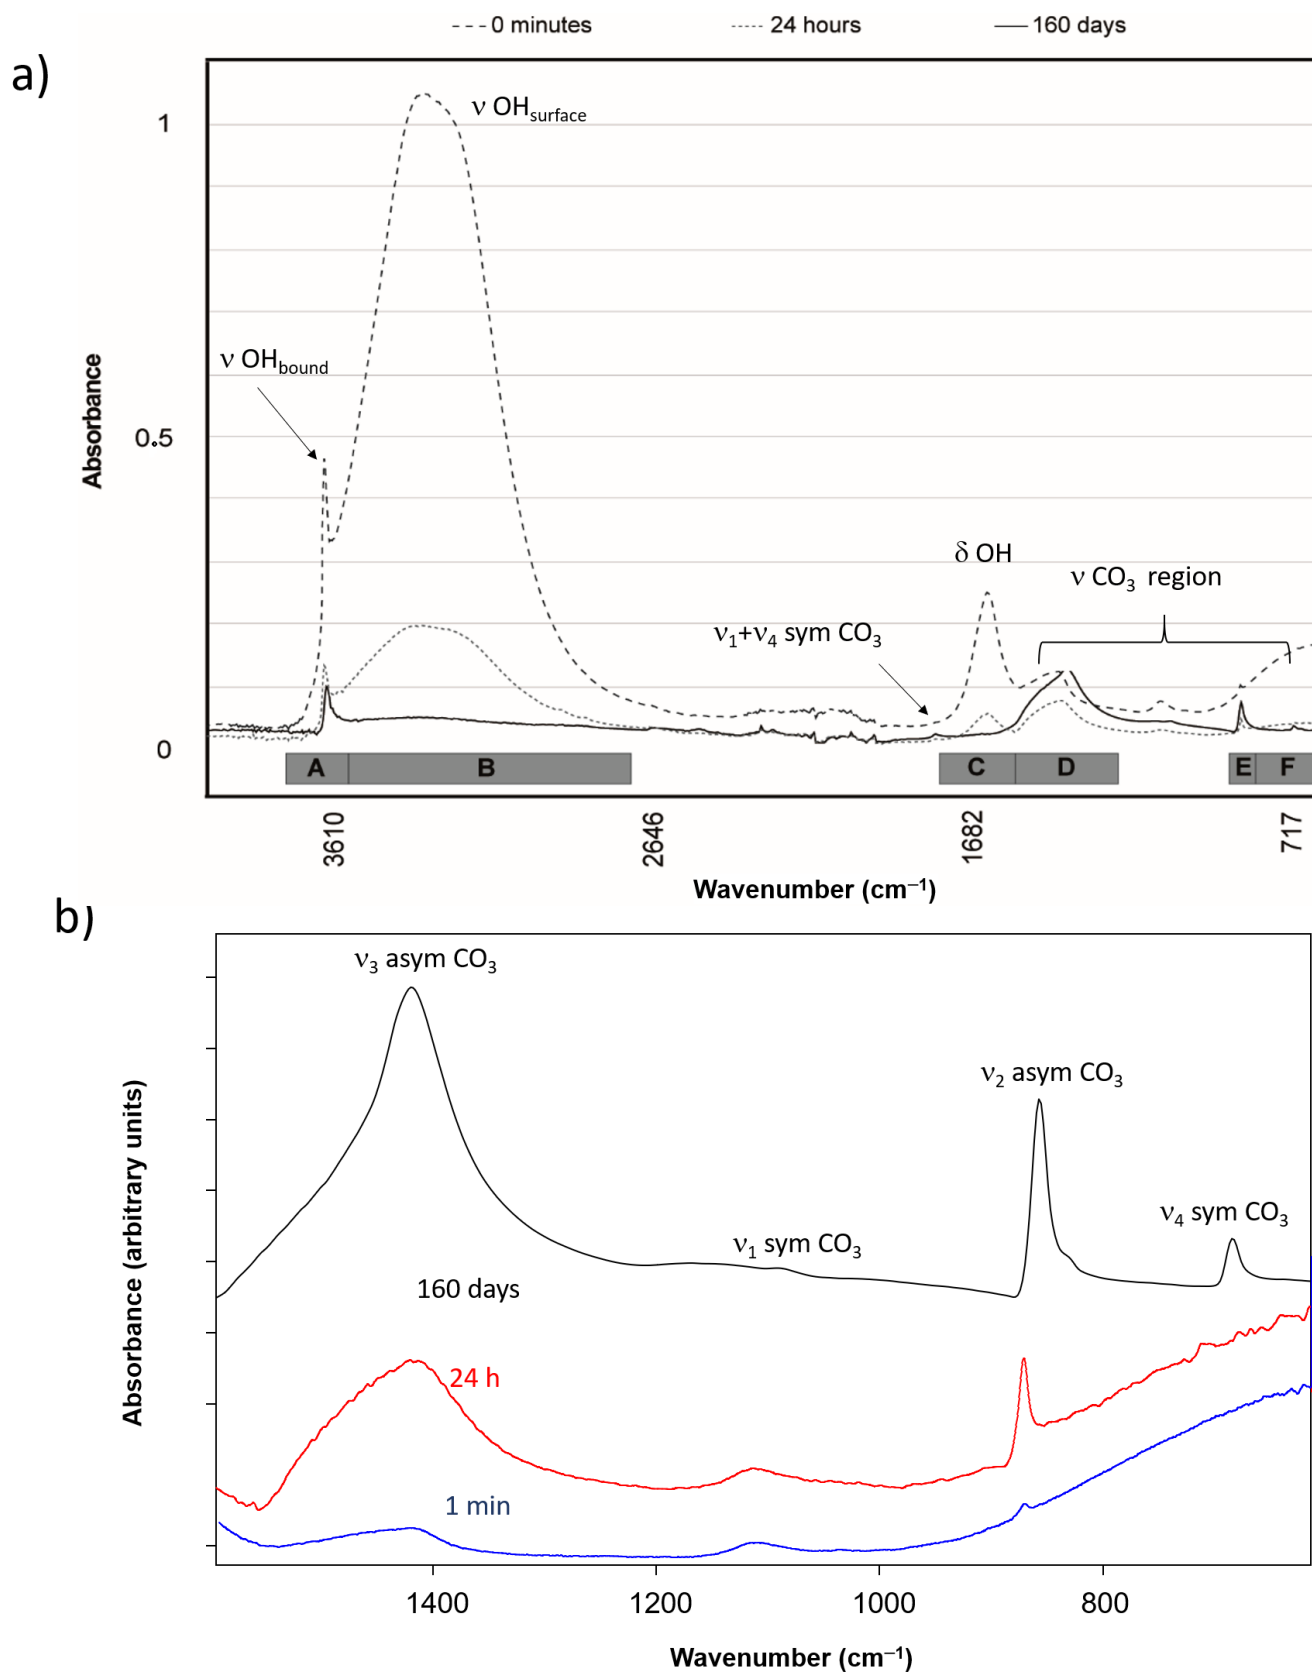 0 minutes 24 hours 160 days
a)
ν OHsurface
1
ν OHbound
Absorbance
0.5
δ OH
ν CO3 region
ν1+ν4 sym CO3
0
A B C D E F
3610 2646 1682 717
Wavenumber (cm−1)
b)
ν3 asym CO3
ν2 asym CO3
ν4 sym CO3
ν1 sym CO3
160 days
Absorbance (arbitrary units)
24 h
1 min
1400 1200 1000 800
Wavenumber (cm−1)